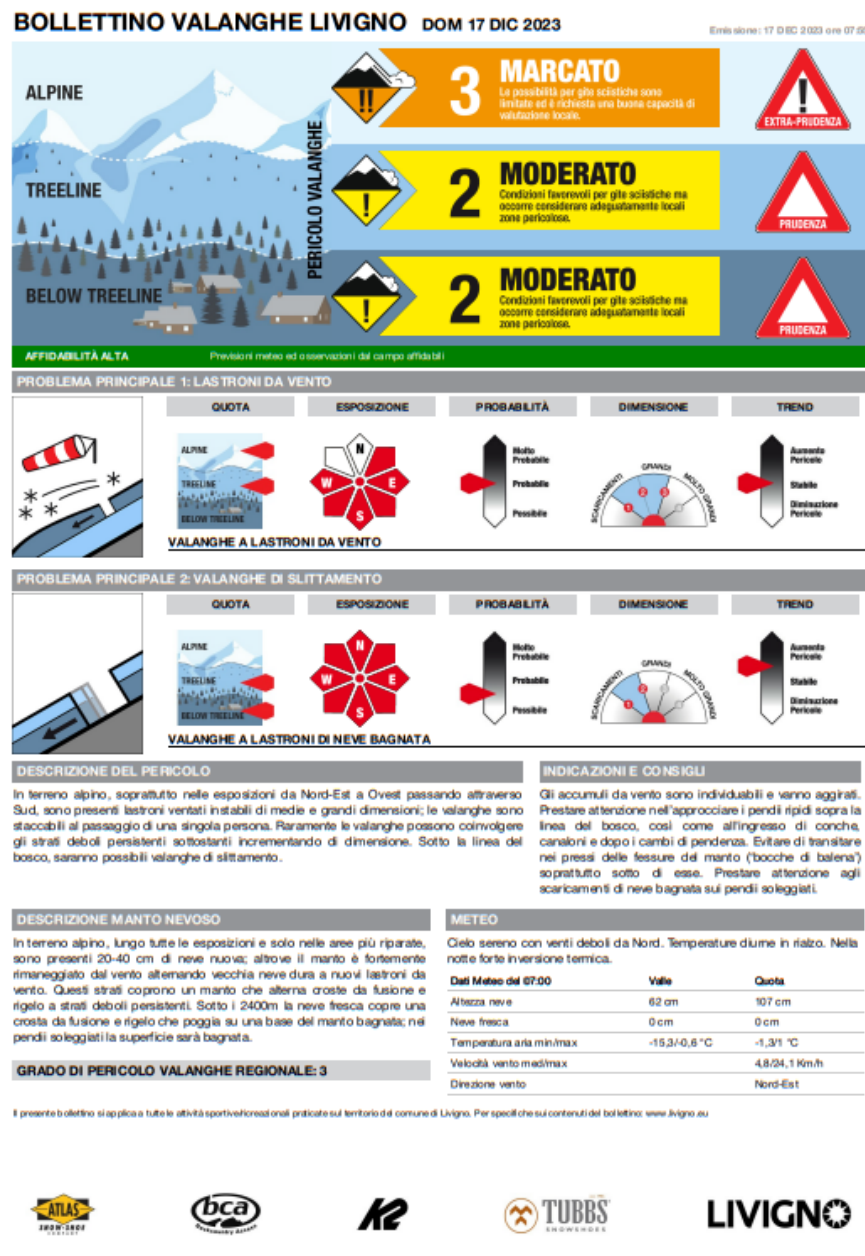 BOLLETTINO VALANGHE LIVIGNO DOM 17 DIC 2023
Emissione: 17 DEC 2023 ore
ALPINE
TREELINE
BELOW TREELINE
PERICOLO VALANGHE
3 MARCATO
Le possibilità per gite sciistiche sono
limitate ed è richiesta una buona capacità di
valutazione locale.
EXTRA-PRUDENZA
2 MODERATO
Condizioni favorevoli per gite sciistiche ma
occorre considerare adeguatamente locali
zone pericolose.
PRUDENZA
2 MODERATO
Condizioni favorevoli per gite sciistiche ma
occorre considerare adeguatamente locali
zone pericolose.
PRUDENZA
AFFIDABILITÀ ALTA Previsioni meteo ed osservazioni dal campo affidabili
PROBLEMA PRINCIPALE 1: LASTRONI DA VENTO
QUOTA ESPOSIZIONE PROBABILITÀ DIMENSIONE TREND
ALPINE
TREELINE
BELOW TREELINE
N
W E
S
Molto
Probabile
Probabile
Possibile
SCARICAMENTI GRANDI MOLTO GRANDI
1 2 3
Aumento
Pericolo
Stabile
Diminuzione
Pericolo
VALANGHE A LASTRONI DA VENTO
PROBLEMA PRINCIPALE 2: VALANGHE DI SLITTAMENTO
QUOTA ESPOSIZIONE PROBABILITÀ DIMENSIONE TREND
ALPINE
TREELINE
BELOW TREELINE
N
W E
S
Molto
Probabile
Probabile
Possibile
SCARICAMENTI GRANDI MOLTO GRANDI
1 2
Aumento
Pericolo
Stabile
Diminuzione
Pericolo
VALANGHE A LASTRONI DI NEVE BAGNATA
DESCRIZIONE DEL PERICOLO
In terreno alpino, soprattutto nelle esposizioni da Nord-Est a Ovest passando attraverso
Sud, sono presenti lastroni ventati instabili di medie e grandi dimensioni; le valanghe sono
staccabili al passaggio di una singola persona. Raramente le valanghe possono coinvolgere
gli strati deboli persistenti sottostanti incrementando di dimensione. Sotto la linea del
bosco, saranno possibili valanghe di slittamento.
INDICAZIONI E CONSIGLI
Gli accumuli da vento sono individuabili e vanno aggirati.
Prestare attenzione nell'approcciare i pendii ripidi sopra la
linea del bosco, così come all'ingresso di conche,
canaloni e dopo i cambi di pendenza. Evitare di transitare
nei pressi delle fessure del manto ('bocche di balena')
soprattutto sotto di esse. Prestare attenzione agli
scaricamenti di neve bagnata sui pendii soleggiati.
DESCRIZIONE MANTO NEVOSO
In terreno alpino, lungo tutte le esposizioni e solo nelle aree più riparate,
sono presenti 20-40 cm di neve nuova; altrove il manto è fortemente
rimaneggiato dal vento alternando vecchia neve dura a nuovi lastroni da
vento. Questi strati coprono un manto che alterna croste da fusione e
rigelo a strati deboli persistenti. Sotto i 2400m la neve fresca copre una
crosta da fusione e rigelo che poggia su una base del manto bagnata; nei
pendii soleggiati la superficie sarà bagnata.
GRADO DI PERICOLO VALANGHE REGIONALE: 3
METEO
Cielo sereno con venti deboli da Nord. Temperature diurne in rialzo. Nella
notte forte inversione termica.
Dati Meteo del 07:00 Valle Quota
Altezza neve 62 cm 107 cm
Neve fresca 0 cm 0 cm
Temperatura aria min/max -15,3/-0,6 °C -1,3/1 °C
Velocità vento med/max 4,8/24,1 Km/h
Direzione vento Nord-Est
Il presente bollettino si applica a tutte le attività sportive/ricreazionali praticate sul territorio del comune di Livigno. Per specifiche sui contenuti del bollettino: www.livigno.eu
ATLAS
SNOW-SHOE
COMPANY
bca
Backcountry Access
K2
TUBBS
SNOWSHOES
LIVIGNO